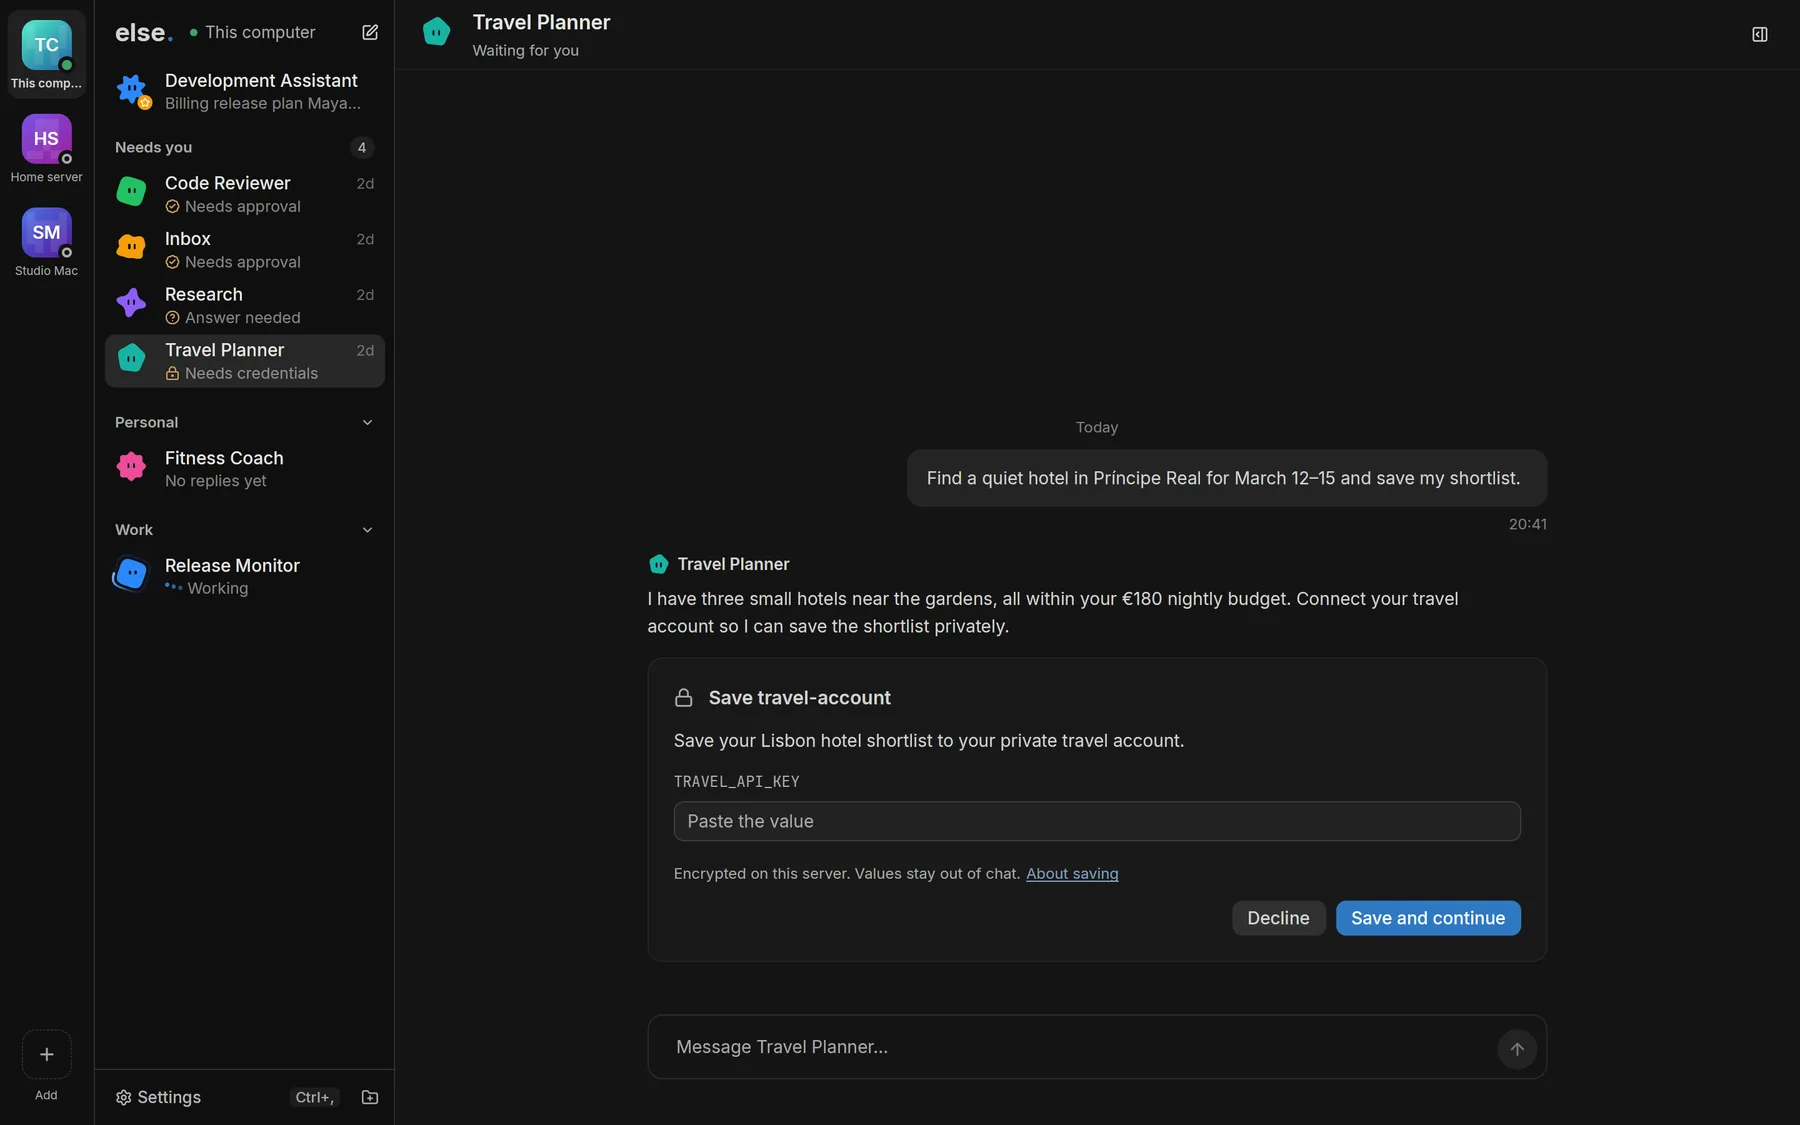 TC
This comp...
HS
Home server
SM
Studio Mac
Add
else.
This computer
Development Assistant
Billing release plan Maya...
Needs you
4
Code Reviewer
2d
Needs approval
Inbox
2d
Needs approval
Research
2d
Answer needed
Travel Planner
2d
Needs credentials
Personal
Fitness Coach
No replies yet
Work
Release Monitor
Working
Settings
Ctrl+,
Travel Planner
Waiting for you
Today
Find a quiet hotel in Príncipe Real for March 12–15 and save my shortlist.
20:41
Travel Planner
I have three small hotels near the gardens, all within your €180 nightly budget. Connect your travel
account so I can save the shortlist privately.
Save travel-account
Save your Lisbon hotel shortlist to your private travel account.
TRAVEL_API_KEY
Paste the value
Encrypted on this server. Values stay out of chat. About saving
Decline
Save and continue
Message Travel Planner...